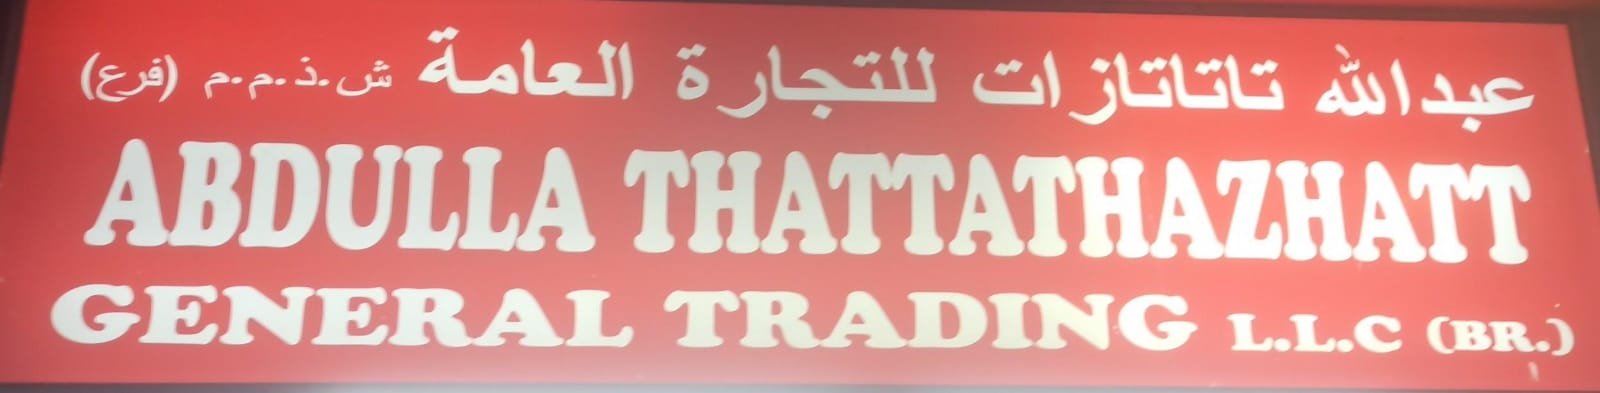 عبدالله تاتاتازات للتجارة العامة ش.ذ.م.م (فرع)
ABDULLA THATTATHAZHATT
GENERAL TRADING L.L.C (BR.)